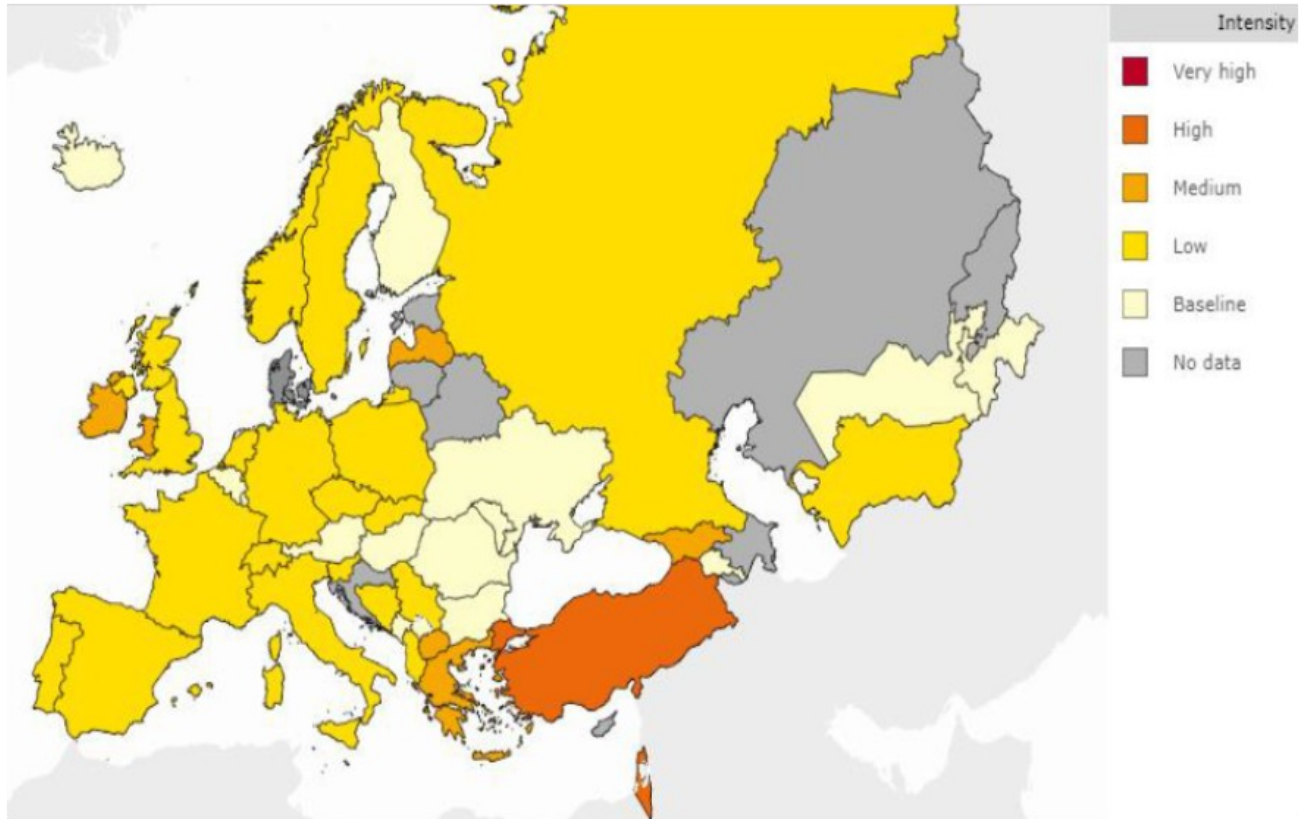 Intensity
Very high
High
Medium
Low
Baseline
No data